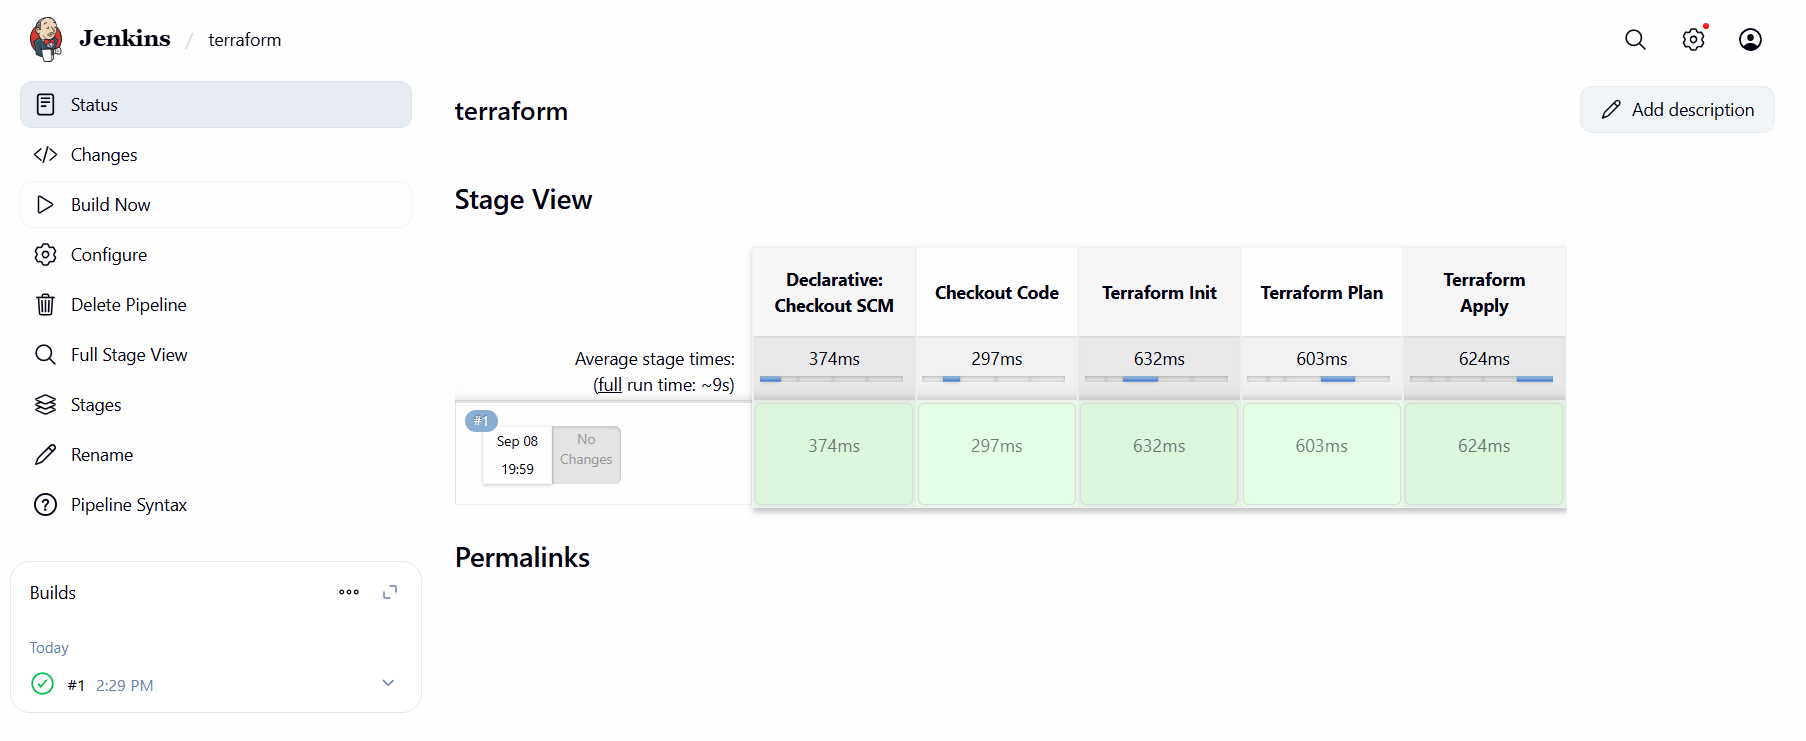 Jenkins / terraform
Status
Changes
Build Now
Configure
Delete Pipeline
Full Stage View
Stages
Rename
Pipeline Syntax
Builds
Today
#1 2:29 PM
terraform
Add description
Stage View
Declarative:
Checkout SCM
Checkout Code
Terraform Init
Terraform Plan
Terraform
Apply
Average stage times:
(full run time: ~9s)
374ms
297ms
632ms
603ms
624ms
#1
Sep 08
19:59
No
Changes
374ms
297ms
632ms
603ms
624ms
Permalinks